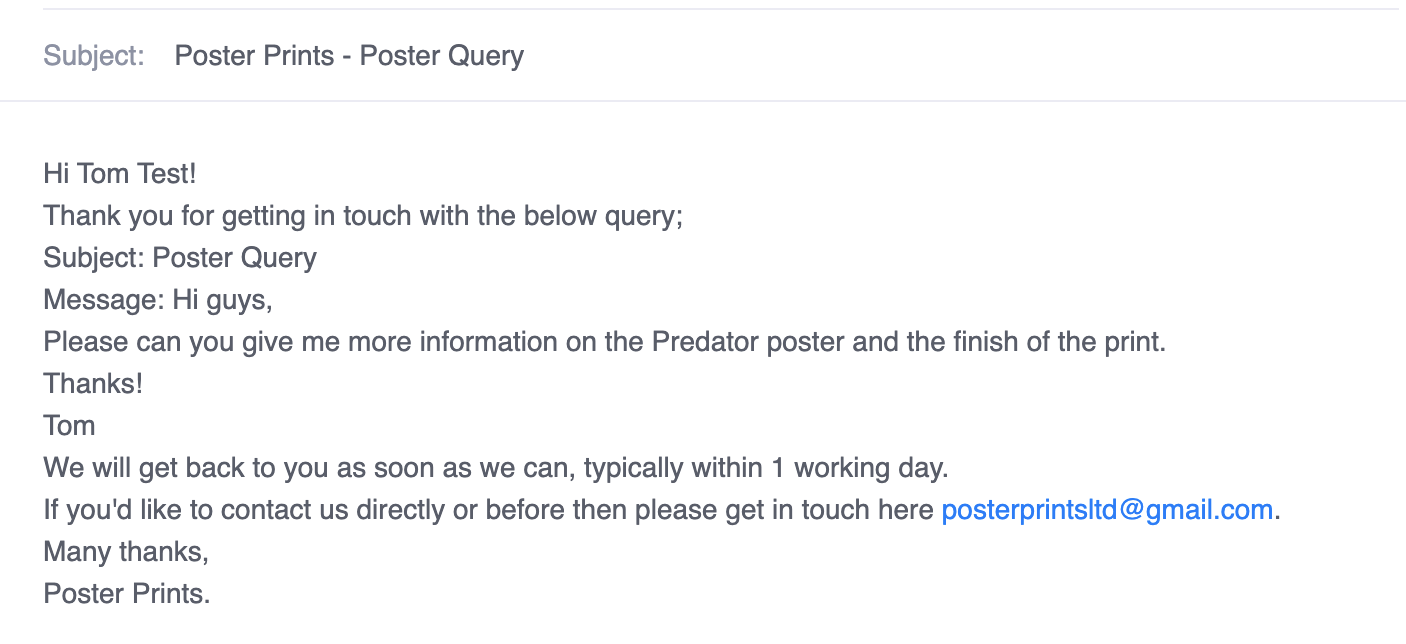 Subject: Poster Prints - Poster Query
Hi Tom Test!
Thank you for getting in touch with the below query;
Subject: Poster Query
Message: Hi guys,
Please can you give me more information on the Predator poster and the finish of the print.
Thanks!
Tom
We will get back to you as soon as we can, typically within 1 working day.
If you'd like to contact us directly or before then please get in touch here posterprintsltd@gmail.com.
Many thanks,
Poster Prints.